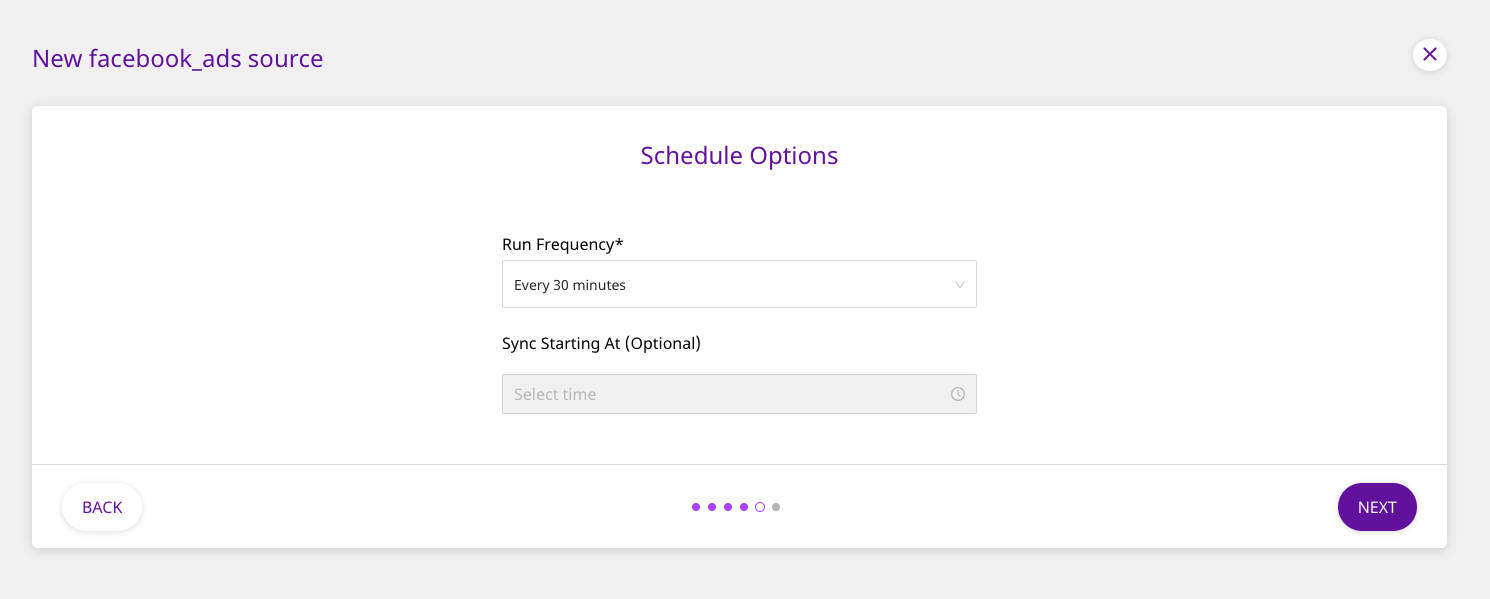 New facebook_ads source
Schedule Options
Run Frequency*
Every 30 minutes
Sync Starting At (Optional)
Select time
BACK
NEXT